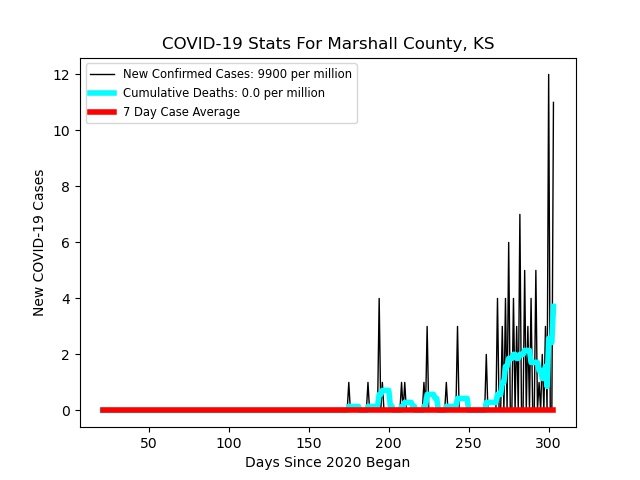 COVID-19 Stats For Marshall County, KS
New Confirmed Cases: 9900 per million
Cumulative Deaths: 0.0 per million
7 Day Case Average
New COVID-19 Cases
12
10
8
6
4
2
0
50 100 150 200 250 300
Days Since 2020 Began